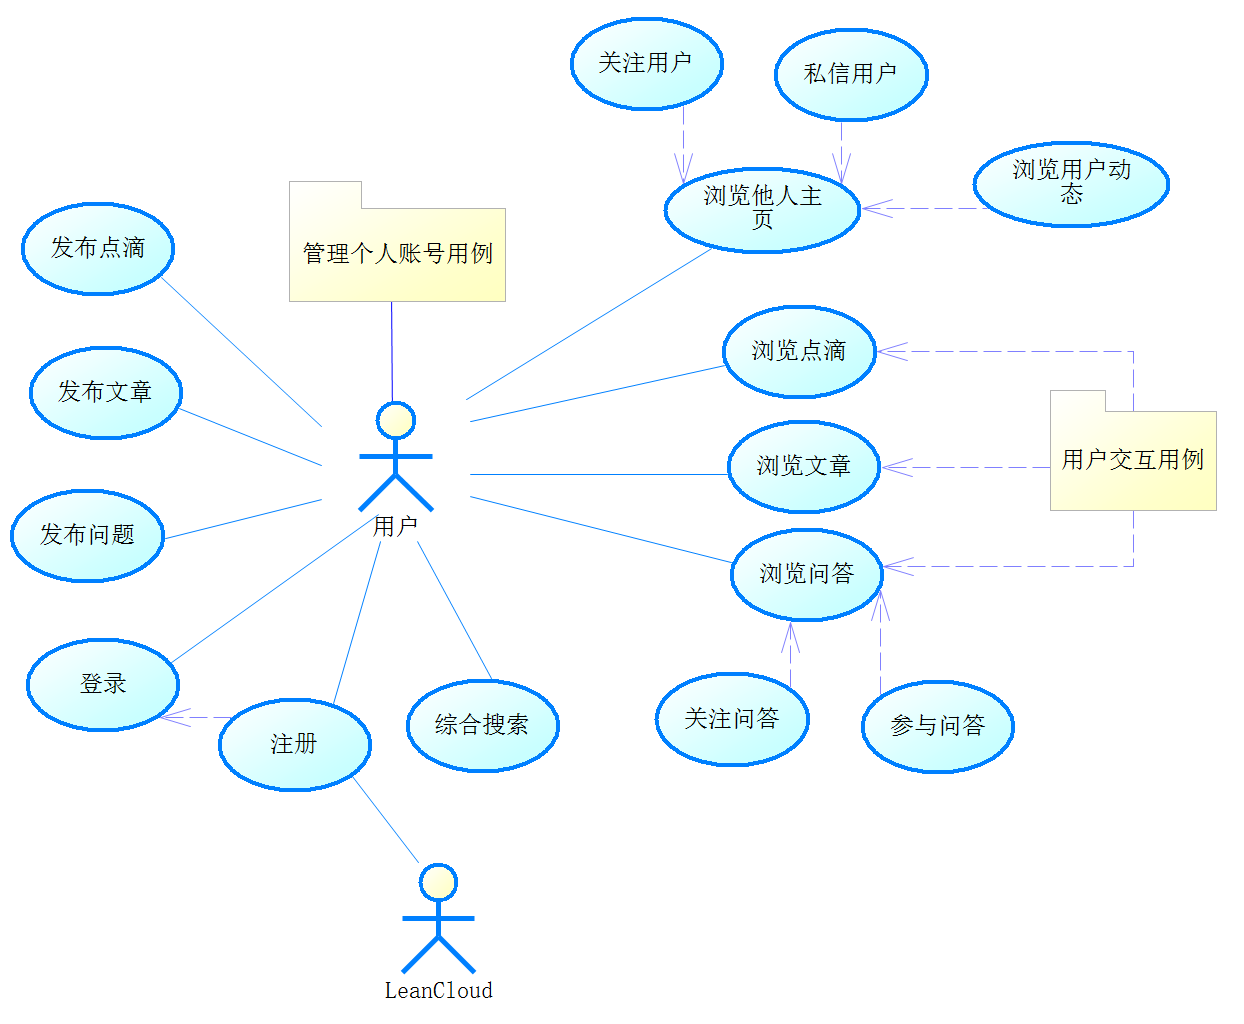 关注用户
私信用户
浏览用户动
态
浏览他人主
页
发布点滴
管理个人账号用例
浏览点滴
发布文章
浏览文章
用户交互用例
用户
发布问题
浏览问答
登录
注册
综合搜索
关注问答
参与问答
LeanCloud